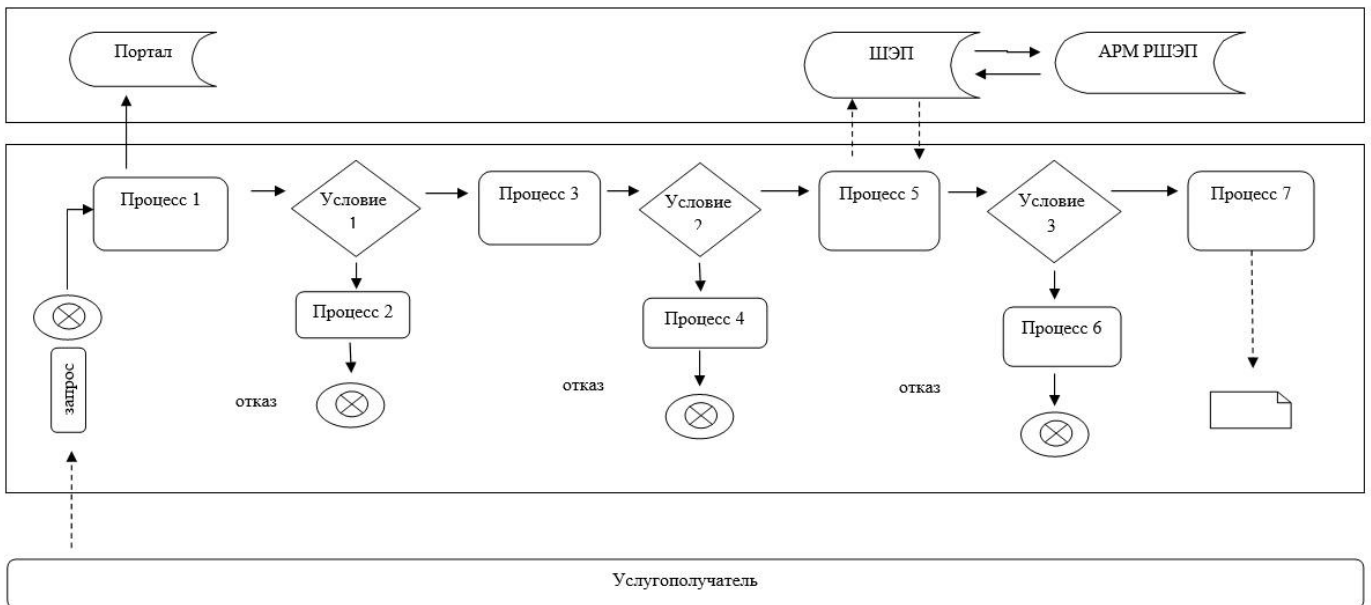 Портал
ШЭП
АРМ РШЭП
Процесс 1
Условие
1
Процесс 3
Условие
2
Процесс 5
Условие
3
Процесс 7
Процесс 2
Процесс 4
Процесс 6
запрос
отказ
отказ
отказ
Услугополучатель